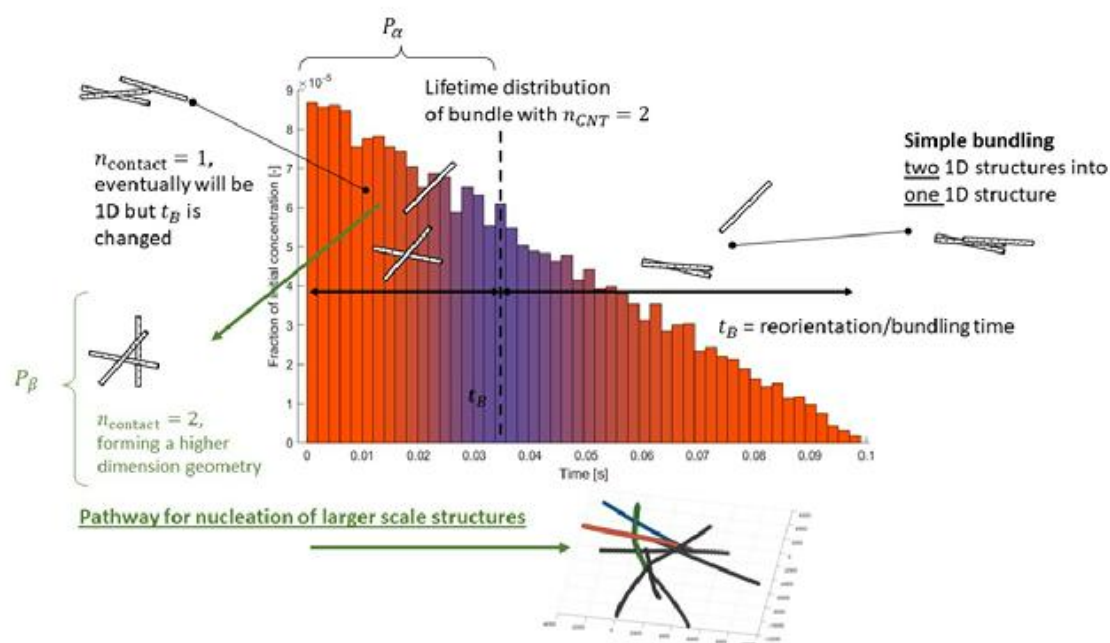 P_α
×10⁻⁵
Lifetime distribution
of bundle with n_CNT = 2
n_contact = 1,
eventually will be
1D but t_B is
changed
Simple bundling
two 1D structures into
one 1D structure
t_B = reorientation/bundling time
t_B
P_β
n_contact = 2,
forming a higher
dimension geometry
Fraction of initial concentration [-]
9
8
7
6
5
4
3
2
1
0
0 0.01 0.02 0.03 0.04 0.05 0.06 0.07 0.08 0.09 0.1
Time [s]
Pathway for nucleation of larger scale structures